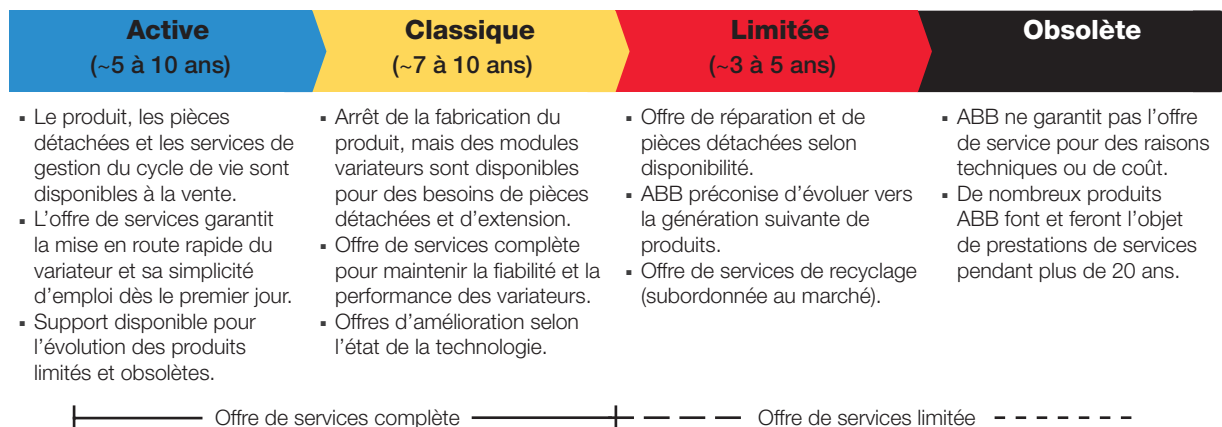 Active
(~5 à 10 ans)
Classique
(~7 à 10 ans)
Limitée
(~3 à 5 ans)
Obsolète
▪ Le produit, les pièces
détachées et les services de
gestion du cycle de vie sont
disponibles à la vente.
▪ L’offre de services garantit
la mise en route rapide du
variateur et sa simplicité
d’emploi dès le premier jour.
▪ Support disponible pour
l’évolution des produits
limités et obsolètes.
▪ Arrêt de la fabrication du
produit, mais des modules
variateurs sont disponibles
pour des besoins de pièces
détachées et d’extension.
▪ Offre de services complète
pour maintenir la fiabilité et la
performance des variateurs.
▪ Offres d’amélioration selon
l’état de la technologie.
▪ Offre de réparation et de
pièces détachées selon
disponibilité.
▪ ABB préconise d’évoluer vers
la génération suivante de
produits.
▪ Offre de services de recyclage
(subordonnée au marché).
▪ ABB ne garantit pas l’offre
de service pour des raisons
techniques ou de coût.
▪ De nombreux produits
ABB font et feront l’objet
de prestations de services
pendant plus de 20 ans.
Offre de services complète
Offre de services limitée